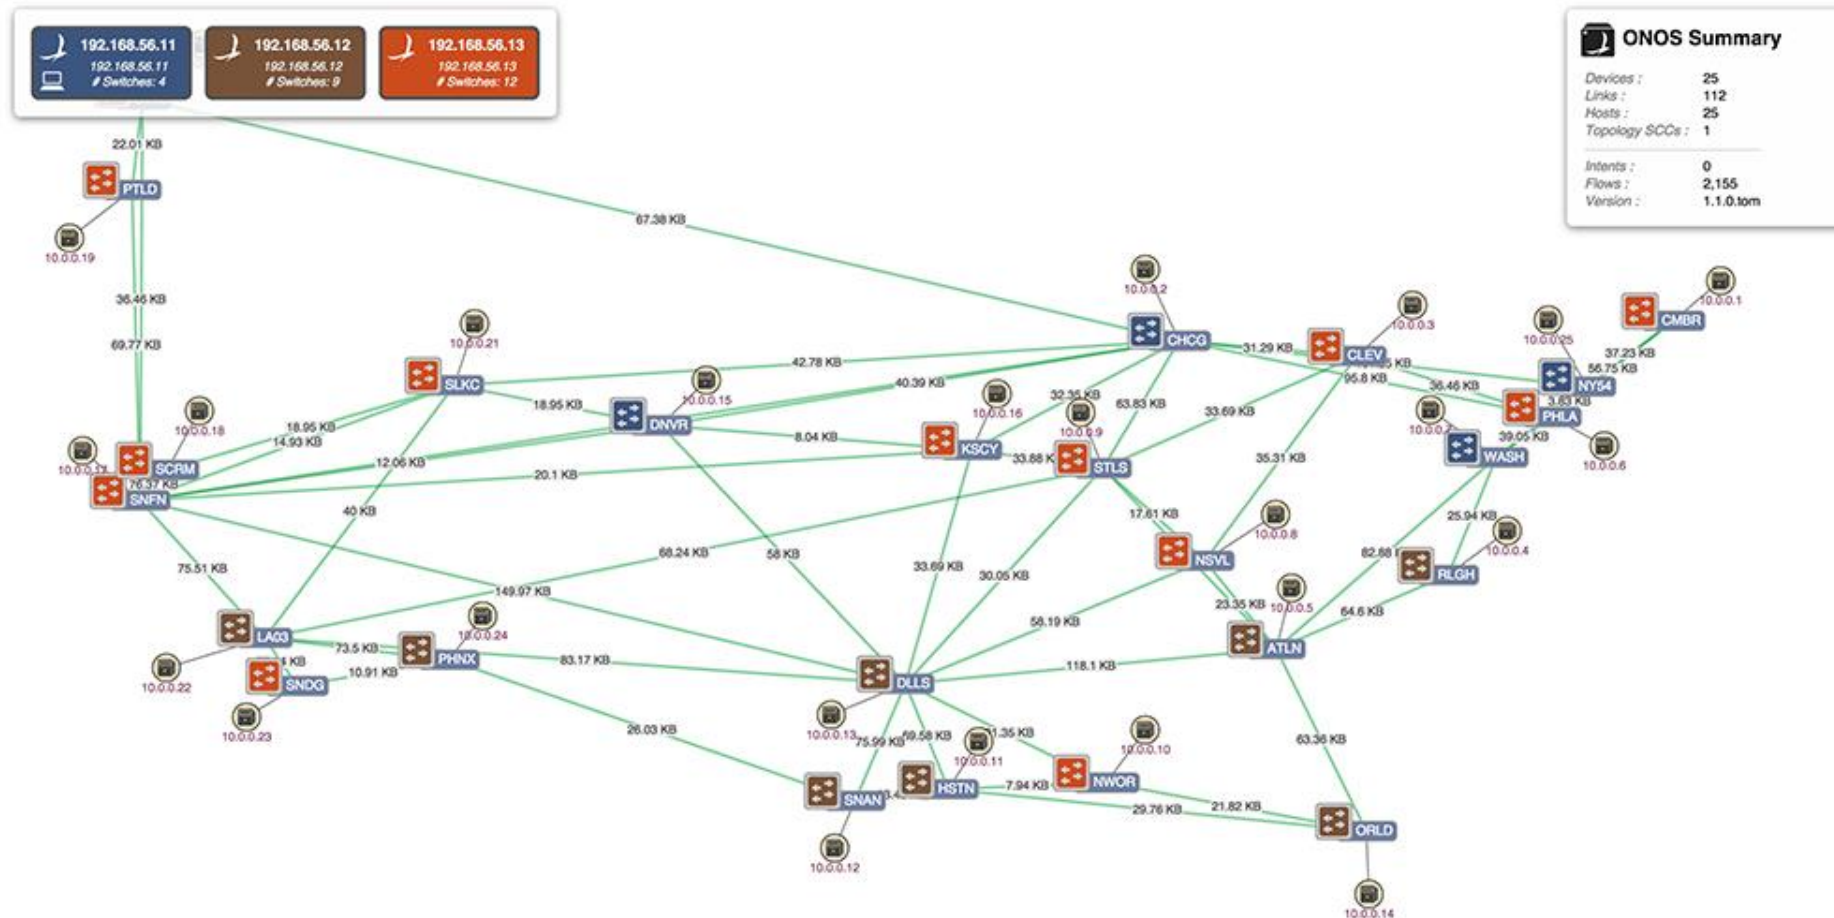 192.168.56.11
192.168.56.11
# Switches: 4
192.168.56.12
192.168.56.12
# Switches: 9
192.168.56.13
192.168.56.13
# Switches: 12
ONOS Summary
Devices : 25
Links : 112
Hosts : 25
Topology SCCs : 1
Intents : 0
Flows : 2,155
Version : 1.1.0.tom
22.01 KB
PTLD
10.0.0.19
67.38 KB
36.46 KB
69.77 KB
10.0.0.2
CHCG
10.0.0.3
CLEV
31.29 KB
95.8 KB
36.46 KB
10.0.0.25
10.0.0.1
CMBR
37.23 KB
56.75 KB
NY54
3.83 KB
PHLA
39.05 KB
10.0.0.6
WASH
10.0.0.21
SLKC
42.78 KB
40.39 KB
10.0.0.15
18.95 KB
DNVR
10.0.0.16
32.35 KB
63.83 KB
33.69 KB
10.0.0.9
8.04 KB
KSCY
33.88 K
STLS
10.0.0.18
18.95 KB
14.93 KB
SCRM
76.37 KB
SNFN
12.06 KB
20.1 KB
35.31 KB
40 KB
17.61 KB
10.0.0.8
25.94 KB
10.0.0.4
68.24 KB
58 KB
NSVL
82.88
RLGH
75.51 KB
33.69 KB
30.05 KB
149.97 KB
23.35 KB
10.0.0.5
64.6 KB
58.19 KB
LA03
10.0.0.24
73.5 KB
PHNX
83.17 KB
118.1 KB
ATLN
10.0.0.22
10.91 KB
SNDG
DLLS
10.0.0.23
26.03 KB
10.0.0.13
75.99 KB
69.58 KB
10.0.0.10
10.0.0.11
63.36 KB
SNAN
HSTN
7.94 KB
NWOR
29.76 KB
21.82 KB
ORLD
10.0.0.12
10.0.0.14